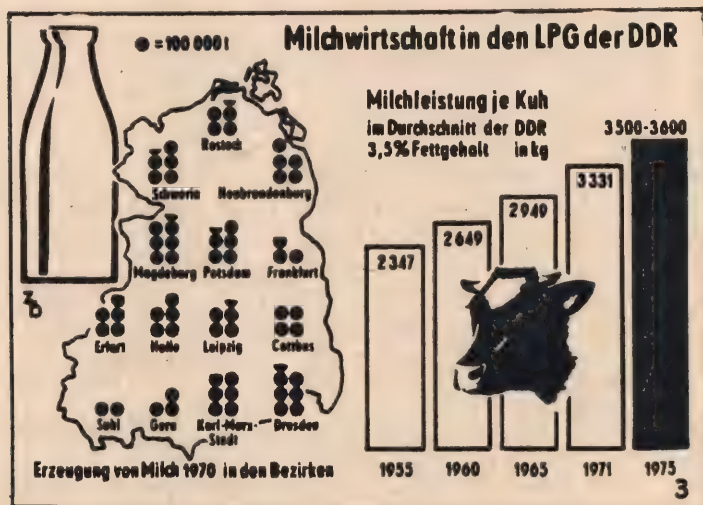 Milchwirtschaft in den LPG der DDR
= 100 000 t
Milchleistung je Kuh
im Durchschnitt der DDR
3,5% Fettgehalt in kg
3500-3600
3331
2949
2649
2347
Rostock
Schwerin Neubrandenburg
Magdeburg Potsdam Frankfurt
Erfurt Halle Leipzig Cottbus
Suhl Gera Karl-Marx-Stadt Dresden
Erzeugung von Milch 1970 in den Bezirken
1955 1960 1965 1971 1975
3